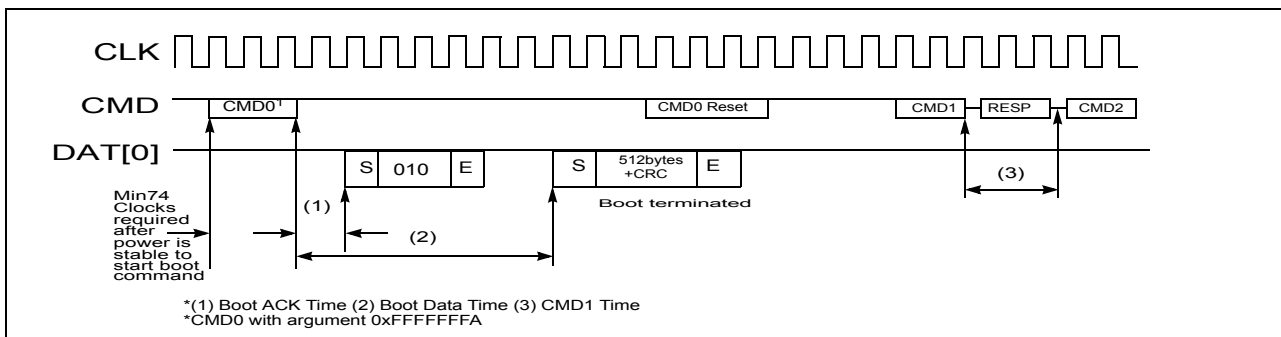 CLK
CMD CMD0¹ CMD0 Reset CMD1 RESP CMD2
DAT[0] S 010 E S 512bytes +CRC E
Boot terminated
Min74
Clocks
required
after
power is
stable to
start boot
command
(1)
(2)
(3)
*(1) Boot ACK Time (2) Boot Data Time (3) CMD1 Time
*CMD0 with argument 0xFFFFFFFA